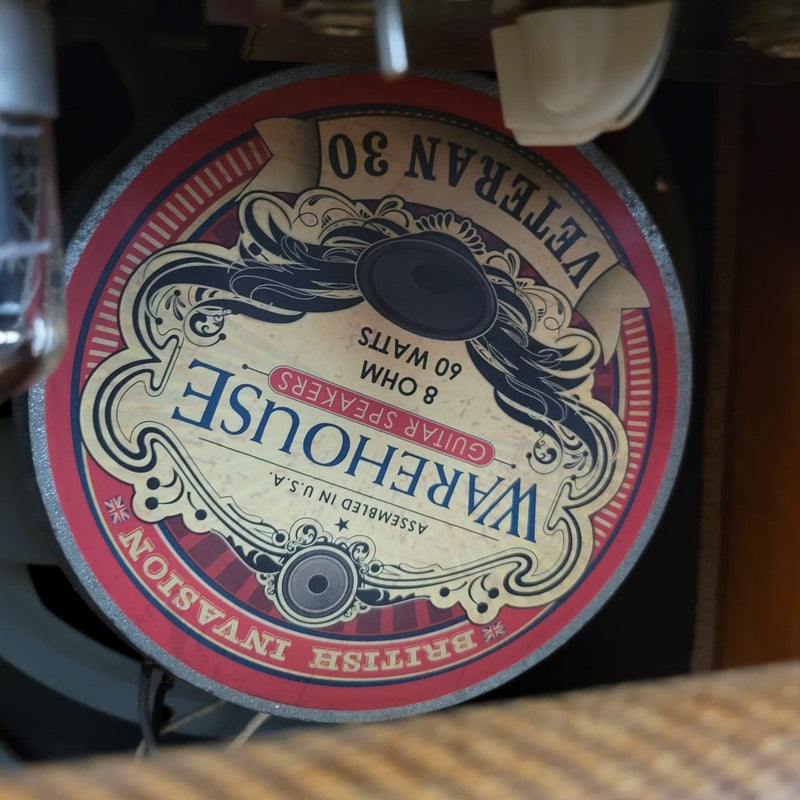 BRITISH INVASION
ASSEMBLED IN U.S.A.
WAREHOUSE
GUITAR SPEAKERS
8 OHM
60 WATTS
VETERAN 30